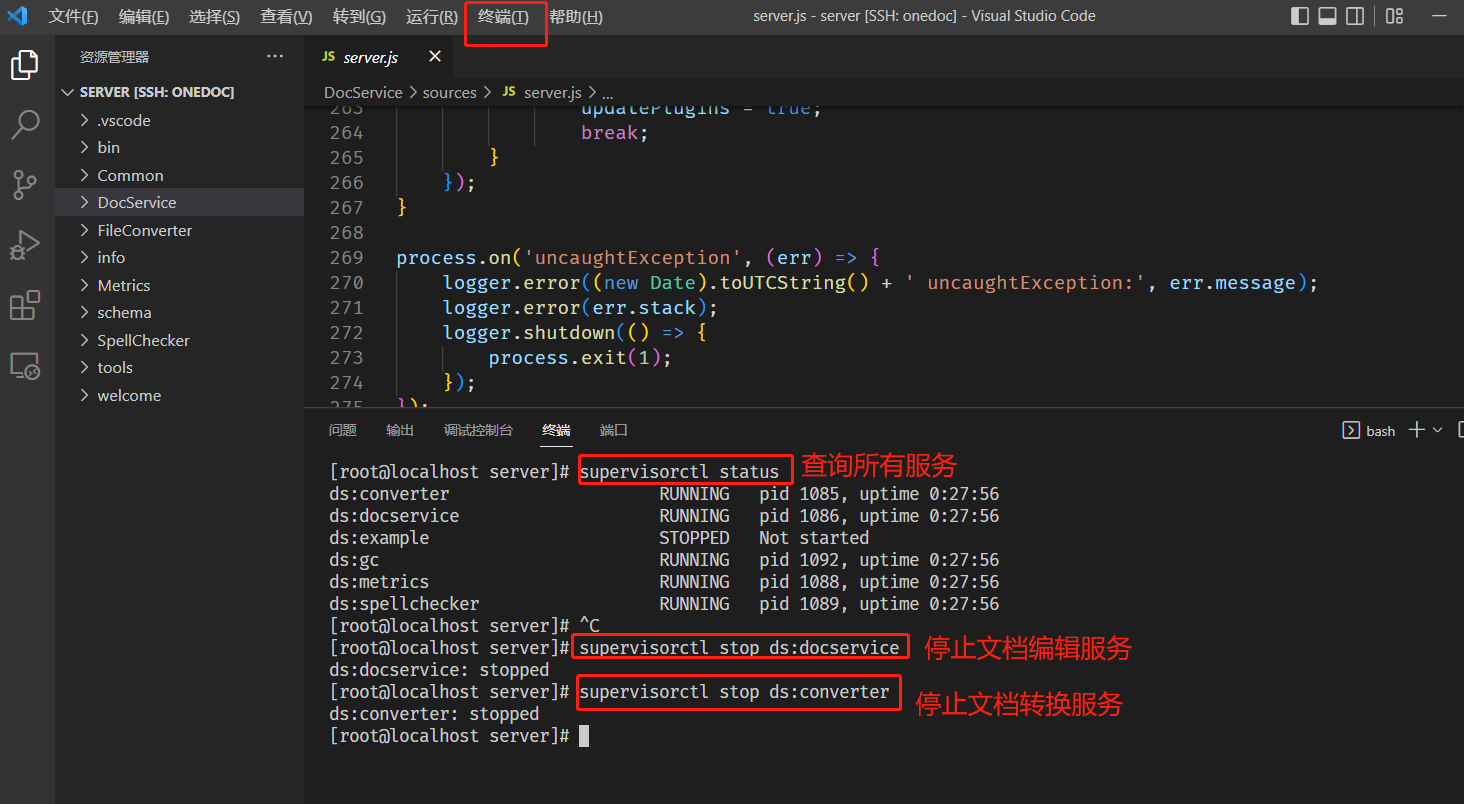 文件(F) 编辑(E) 选择(S) 查看(V) 转到(G) 运行(R) 终端(T) 帮助(H) server.js - server [SSH: onedoc] - Visual Studio Code
资源管理器 ···
SERVER [SSH: ONEDOC]
.vscode
bin
Common
DocService
FileConverter
info
Metrics
schema
SpellChecker
tools
welcome
JS server.js
DocService > sources > JS server.js > ...
263 updatePlugins = true;
264 break;
265 }
266 });
267 }
268
269 process.on('uncaughtException', (err) => {
270 logger.error((new Date).toUTCString() + ' uncaughtException:', err.message);
271 logger.error(err.stack);
272 logger.shutdown(() => {
273 process.exit(1);
274 });
275 });
问题 输出 调试控制台 终端 端口 bash
[root@localhost server]# supervisorctl status 查询所有服务
ds:converter RUNNING pid 1085, uptime 0:27:56
ds:docservice RUNNING pid 1086, uptime 0:27:56
ds:example STOPPED Not started
ds:gc RUNNING pid 1092, uptime 0:27:56
ds:metrics RUNNING pid 1088, uptime 0:27:56
ds:spellchecker RUNNING pid 1089, uptime 0:27:56
[root@localhost server]# ^C
[root@localhost server]# supervisorctl stop ds:docservice 停止文档编辑服务
ds:docservice: stopped
[root@localhost server]# supervisorctl stop ds:converter 停止文档转换服务
ds:converter: stopped
[root@localhost server]#